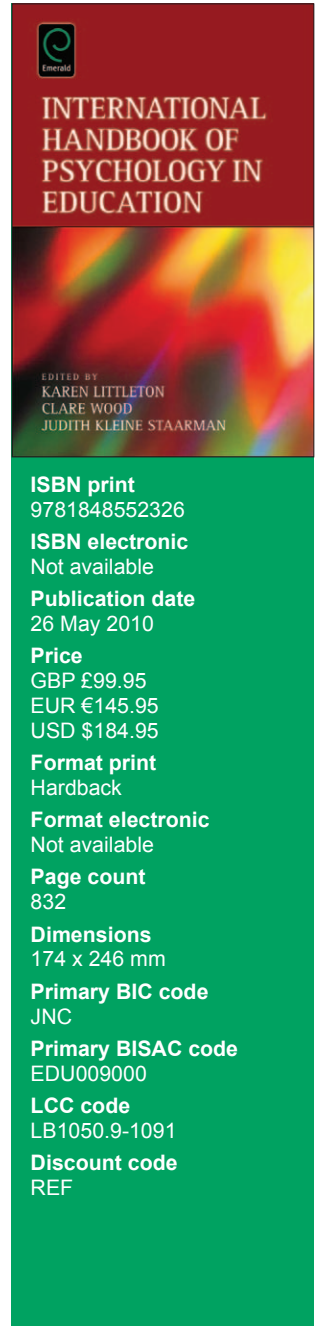 Emerald
INTERNATIONAL
HANDBOOK OF
PSYCHOLOGY IN
EDUCATION
EDITED BY
KAREN LITTLETON
CLARE WOOD
JUDITH KLEINE STAARMAN
ISBN print
9781848552326
ISBN electronic
Not available
Publication date
26 May 2010
Price
GBP £99.95
EUR €145.95
USD $184.95
Format print
Hardback
Format electronic
Not available
Page count
832
Dimensions
174 x 246 mm
Primary BIC code
JNC
Primary BISAC code
EDU009000
LCC code
LB1050.9-1091
Discount code
REF